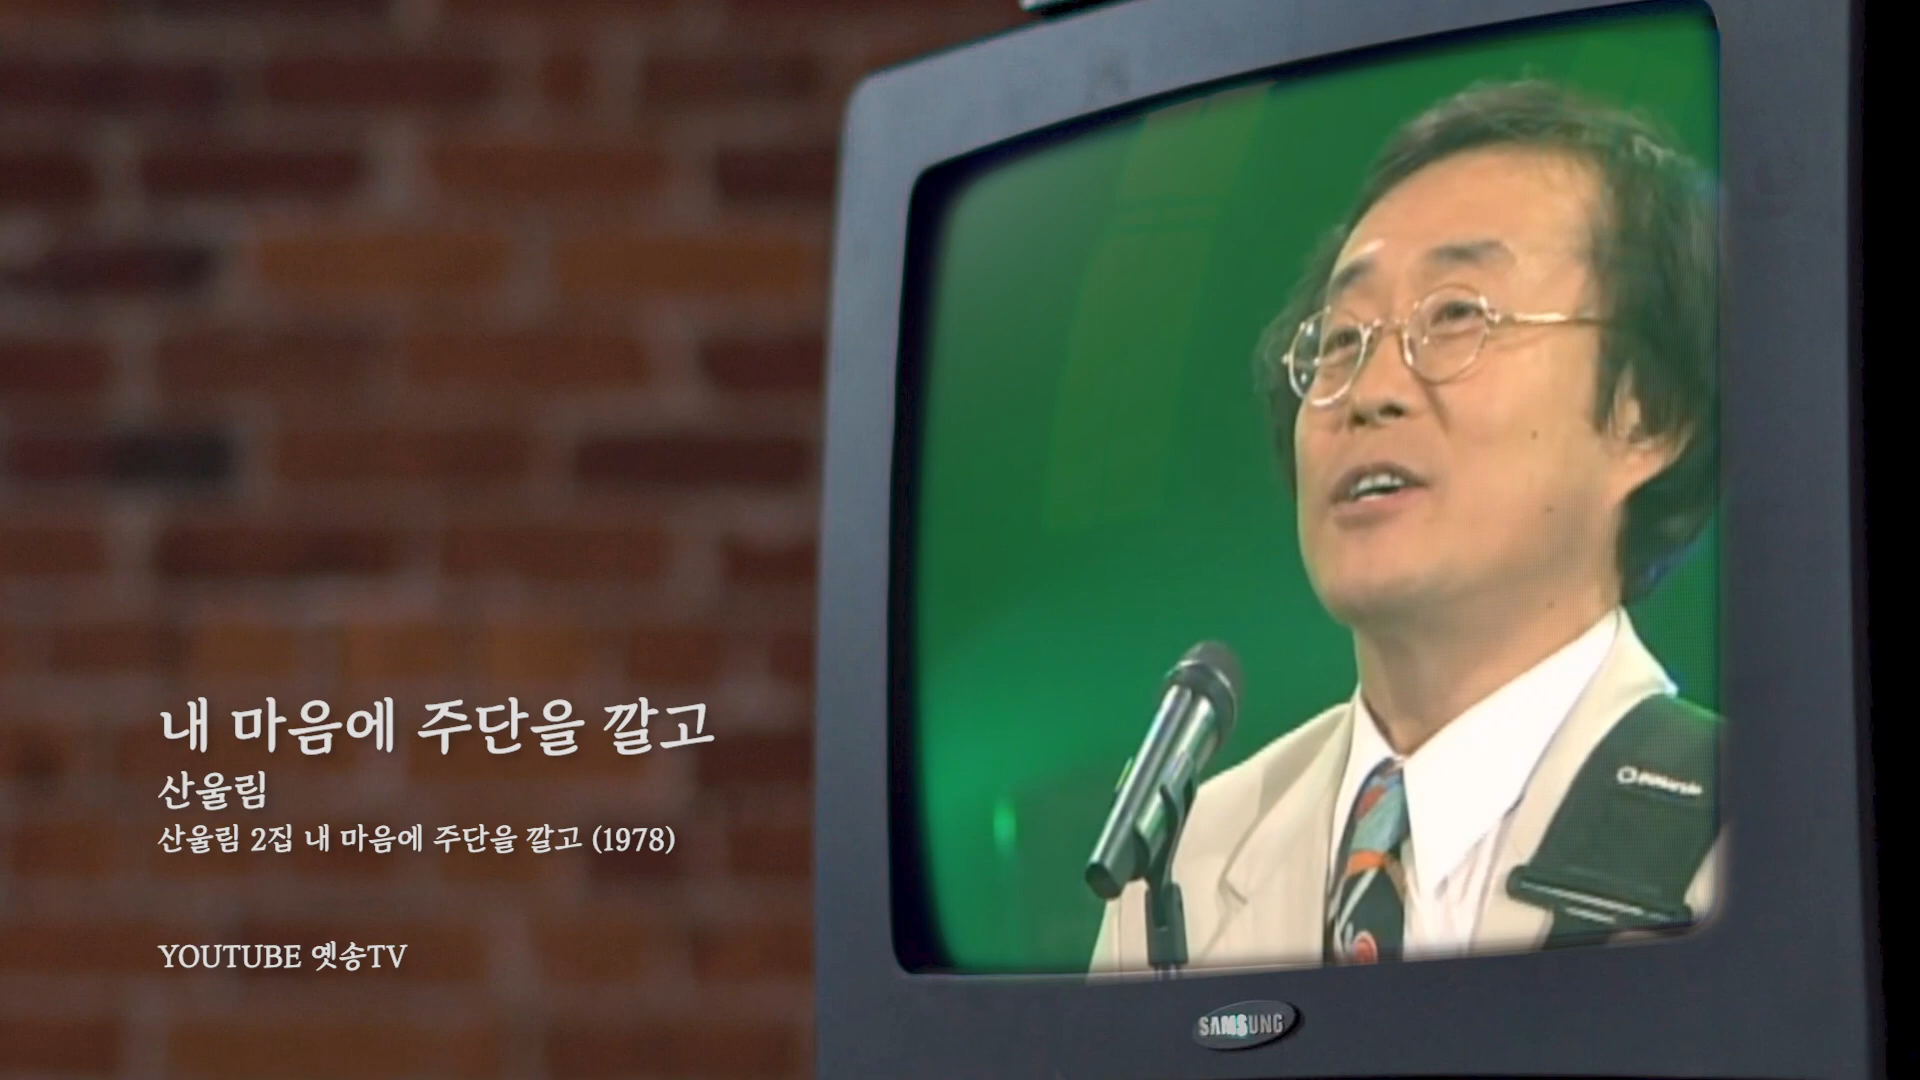 내 마음에 주단을 깔고
산울림
산울림 2집 내 마음에 주단을 깔고 (1978)
YOUTUBE 옛송TV
SAMSUNG